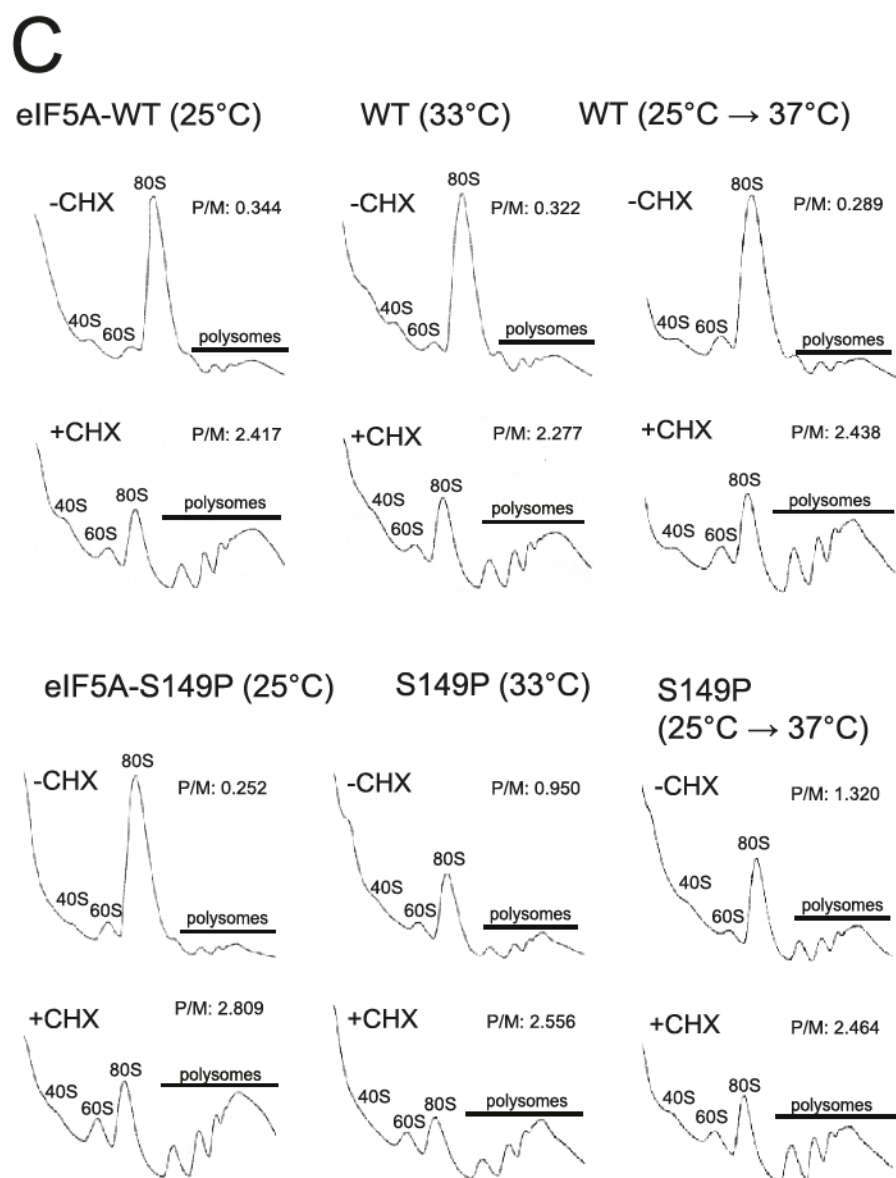 C
eIF5A-WT (25°C)
WT (33°C)
WT (25°C → 37°C)
-CHX
80S
P/M: 0.344
40S
60S
polysomes
-CHX
80S
P/M: 0.322
40S
60S
polysomes
-CHX
80S
P/M: 0.289
40S
60S
polysomes
+CHX
P/M: 2.417
40S
60S
80S
polysomes
+CHX
P/M: 2.277
40S
60S
80S
polysomes
+CHX
P/M: 2.438
40S
60S
80S
polysomes
eIF5A-S149P (25°C)
S149P (33°C)
S149P
(25°C → 37°C)
-CHX
80S
P/M: 0.252
40S
60S
polysomes
-CHX
P/M: 0.950
80S
40S
60S
polysomes
-CHX
P/M: 1.320
80S
40S
60S
polysomes
+CHX
P/M: 2.809
80S
40S
60S
polysomes
+CHX
P/M: 2.556
40S
60S
80S
polysomes
+CHX
P/M: 2.464
80S
40S
60S
polysomes